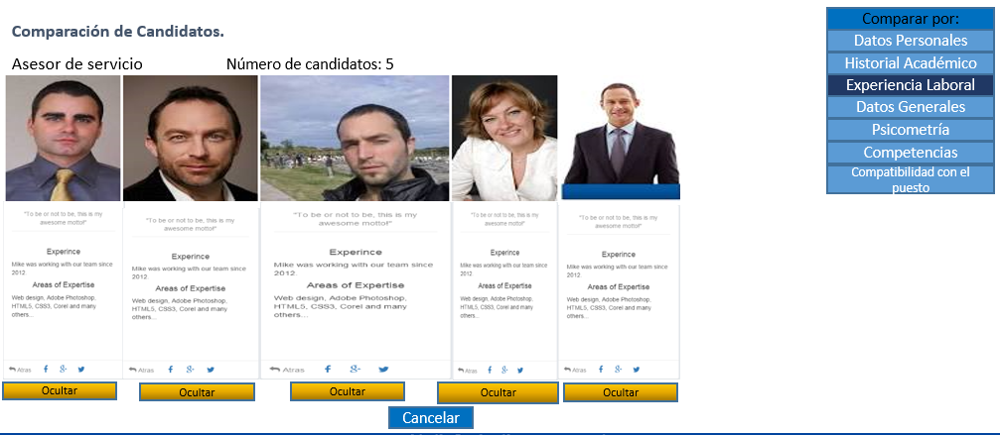 Comparación de Candidatos.
Asesor de servicio
Número de candidatos: 5
Comparar por:
Datos Personales
Historial Académico
Experiencia Laboral
Datos Generales
Psicometría
Competencias
Compatibilidad con el
puesto
"To be or not to be, this is my
awesome motto!"
Experince
Mike was working with our team since
2012.
Areas of Expertise
Web design, Adobe Photoshop,
HTML5, CSS3, Corel and many
others...
Atras
Ocultar
"To be or not to be, this is my
awesome motto!"
Experince
Mike was working with our team since
2012.
Areas of Expertise
Web design, Adobe Photoshop,
HTML5, CSS3, Corel and many
others...
Atras
Ocultar
"To be or not to be, this is my
awesome motto!"
Experince
Mike was working with our team since
2012.
Areas of Expertise
Web design, Adobe Photoshop,
HTML5, CSS3, Corel and many
others...
Atras
Ocultar
"To be or not to be, this is my
awesome motto!"
Experince
Mike was working with our team since
2012.
Areas of Expertise
Web design, Adobe Photoshop,
HTML5, CSS3, Corel and many
others...
Atras
Ocultar
"To be or not to be, this is my
awesome motto!"
Experince
Mike was working with our team since
2012.
Areas of Expertise
Web design, Adobe Photoshop,
HTML5, CSS3, Corel and many
others...
Atras
Ocultar
Cancelar